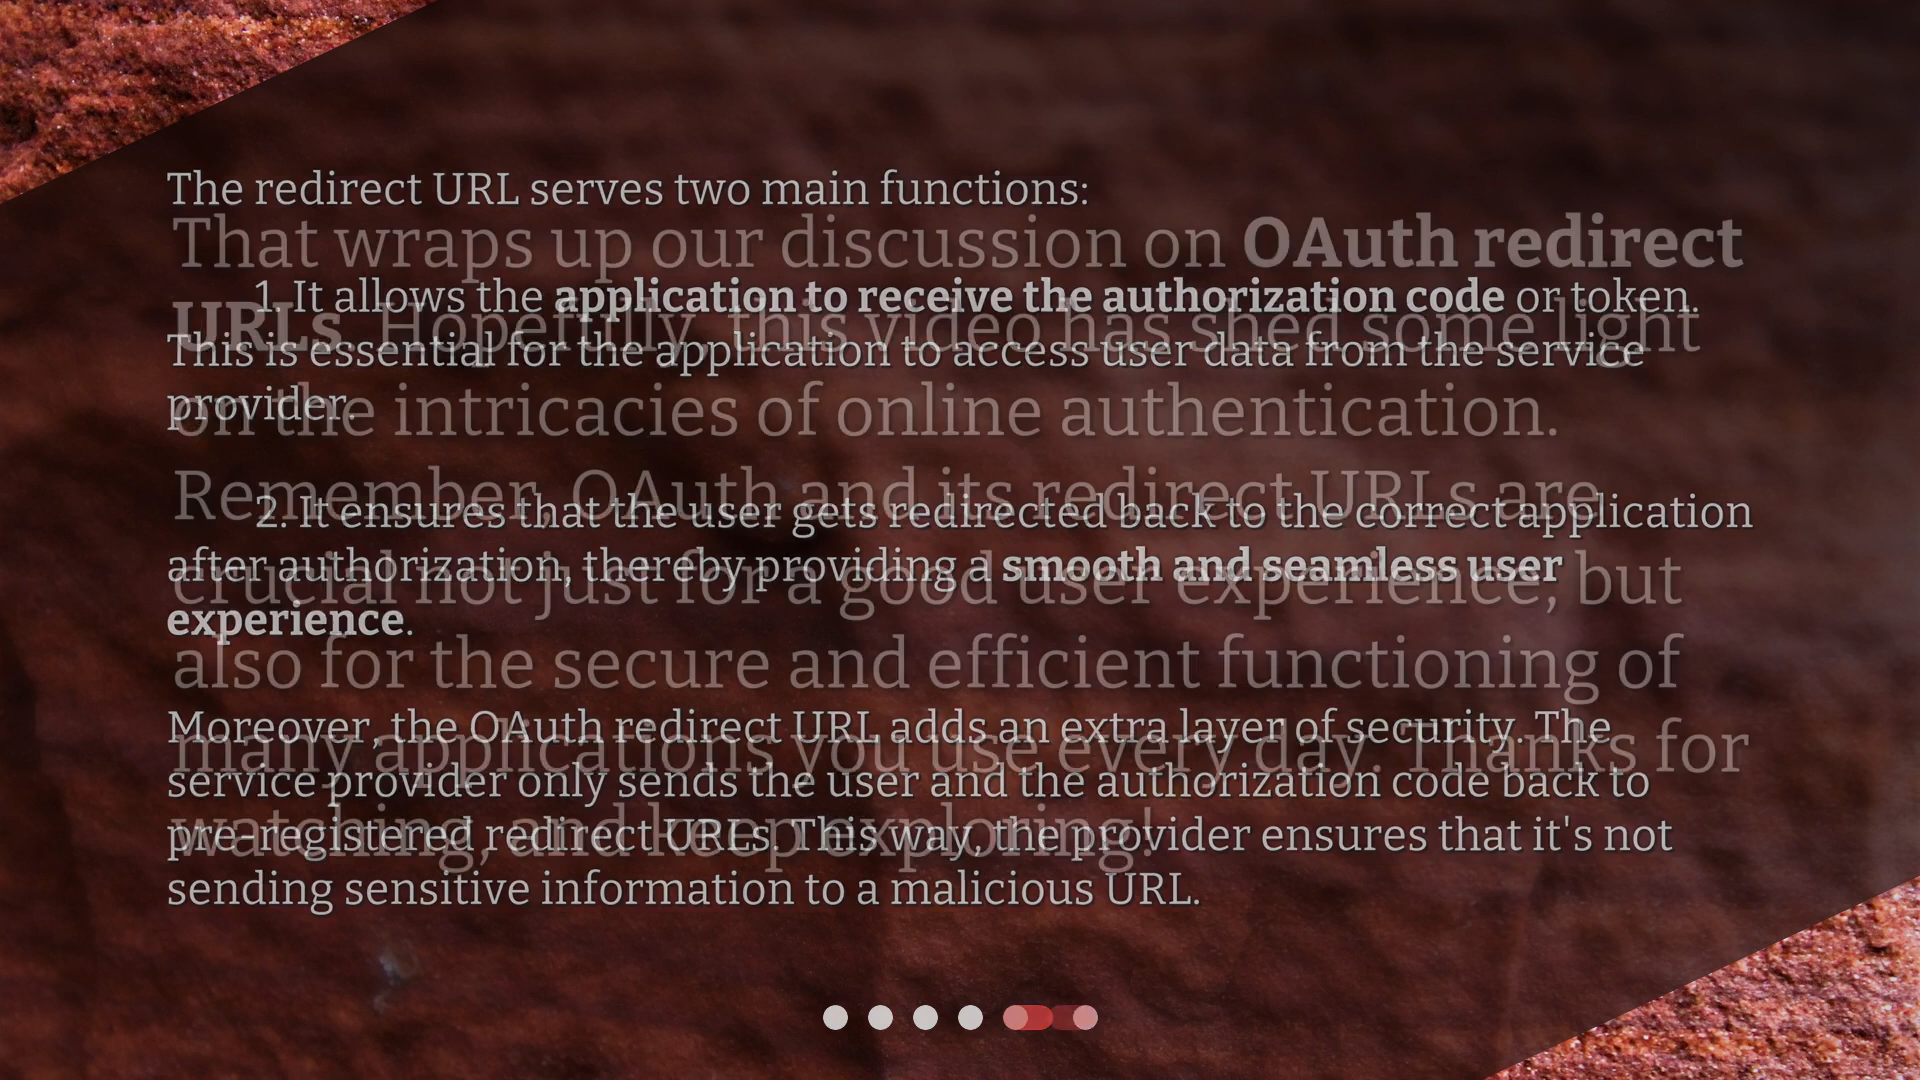 The redirect URL serves two main functions:
1. It allows the application to receive the authorization code or token.
This is essential for the application to access user data from the service
provider.
2. It ensures that the user gets redirected back to the correct application
after authorization, thereby providing a smooth and seamless user
experience.
Moreover, the OAuth redirect URL adds an extra layer of security. The
service provider only sends the user and the authorization code back to
pre-registered redirect URLs. This way, the provider ensures that it's not
sending sensitive information to a malicious URL.
That wraps up our discussion on OAuth redirect
URLs. Hopefully, this video has shed some light
on the intricacies of online authentication.
Remember, OAuth and its redirect URLs are
crucial not just for a good user experience, but
also for the secure and efficient functioning of
many applications you use every day. Thanks for
watching, and keep exploring!